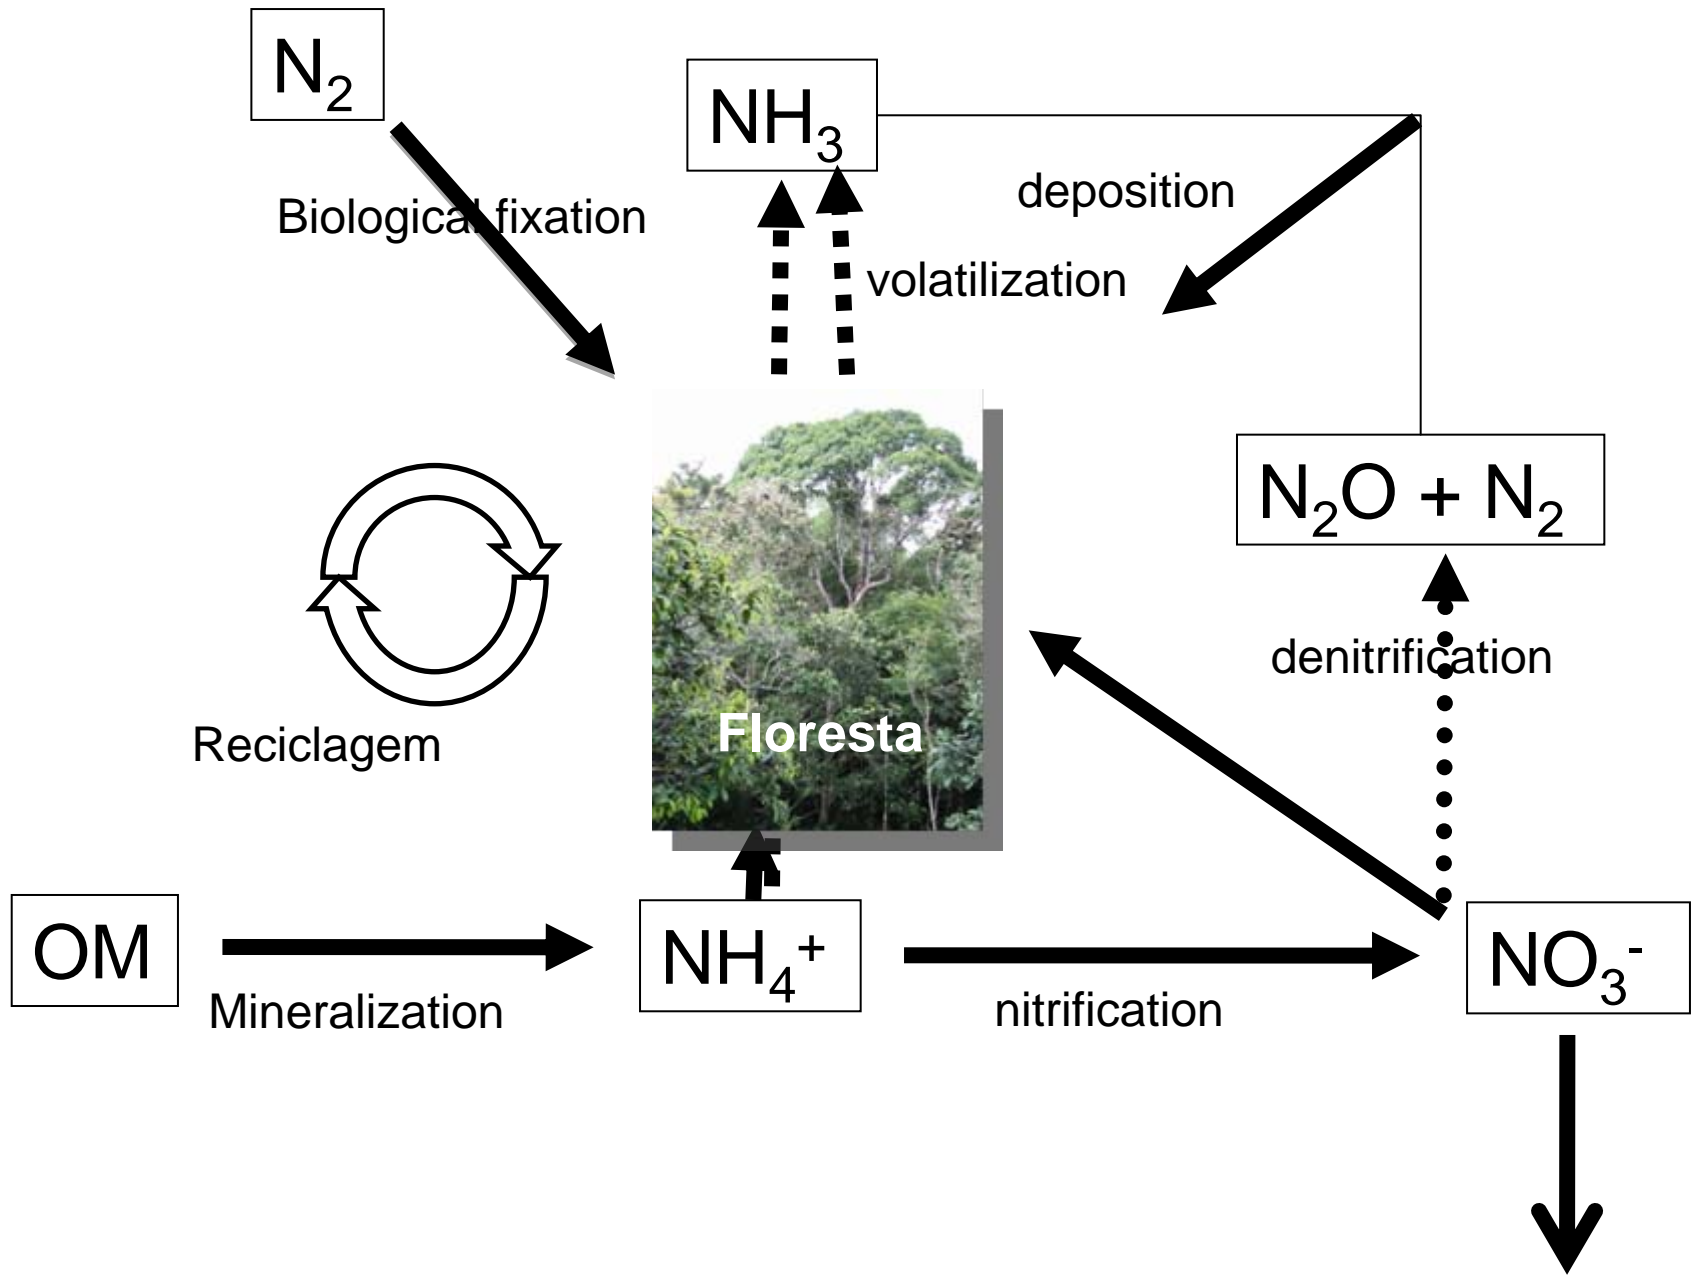 N₂
NH₃
deposition
Biological fixation
volatilization
N₂O + N₂
denitrification
Floresta
Reciclagem
OM
NH₄⁺
NO₃⁻
Mineralization
nitrification